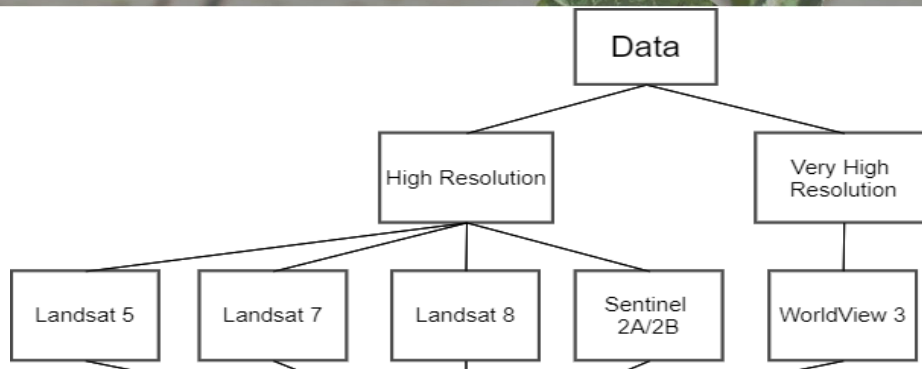 Data
High Resolution
Very High
Resolution
Landsat 5
Landsat 7
Landsat 8
Sentinel
2A/2B
WorldView 3